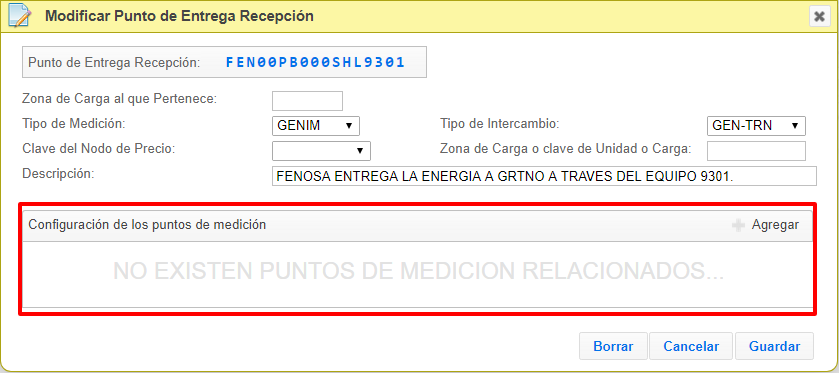 Modificar Punto de Entrega Recepción
Punto de Entrega Recepción: FEN00PB000SHL9301
Zona de Carga al que Pertenece:
Tipo de Medición: GENIM Tipo de Intercambio: GEN-TRN
Clave del Nodo de Precio: Zona de Carga o clave de Unidad o Carga:
Descripción: FENOSA ENTREGA LA ENERGIA A GRTNO A TRAVES DEL EQUIPO 9301.
Configuración de los puntos de medición Agregar
NO EXISTEN PUNTOS DE MEDICION RELACIONADOS...
Borrar Cancelar Guardar